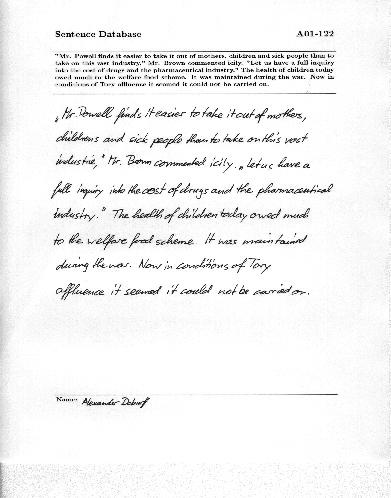 Sentence Database A01-122
"Mr. Powell finds it easier to take it out of mothers, children and sick people than to
take on this vast industry," Mr. Brown commented icily. "Let us have a full inquiry
into the cost of drugs and the pharmaceutical industry." The health of children today
owed much to the welfare food scheme. It was maintained during the war. Now in
conditions of Tory affluence it seemed it could not be carried on.
„Mr. Powell finds it easier to take it out of mothers,
childrens and sick people than to take on this vast
industrie," Mr. Brown commented icily. „Let us have a
full inquiry into the cost of drugs and the pharmaceutical
industry." The health of children today owed much
to the welfare food scheme. It was maintained
during the war. Now in conditions of Tory
affluence it seemed it could not be carried on.
Name: Alexander